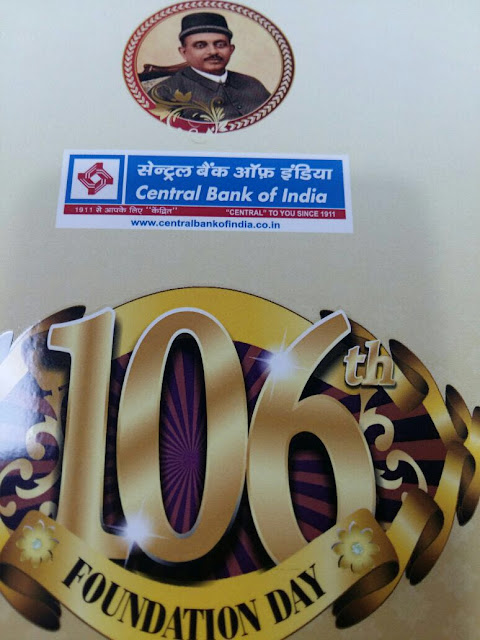 सेन्ट्रल बैंक ऑफ़ इंडिया
Central Bank of India
1911 से आपके लिए "केंद्रित" "CENTRAL" TO YOU SINCE 1911
www.centralbankofindia.co.in
106th
FOUNDATION DAY